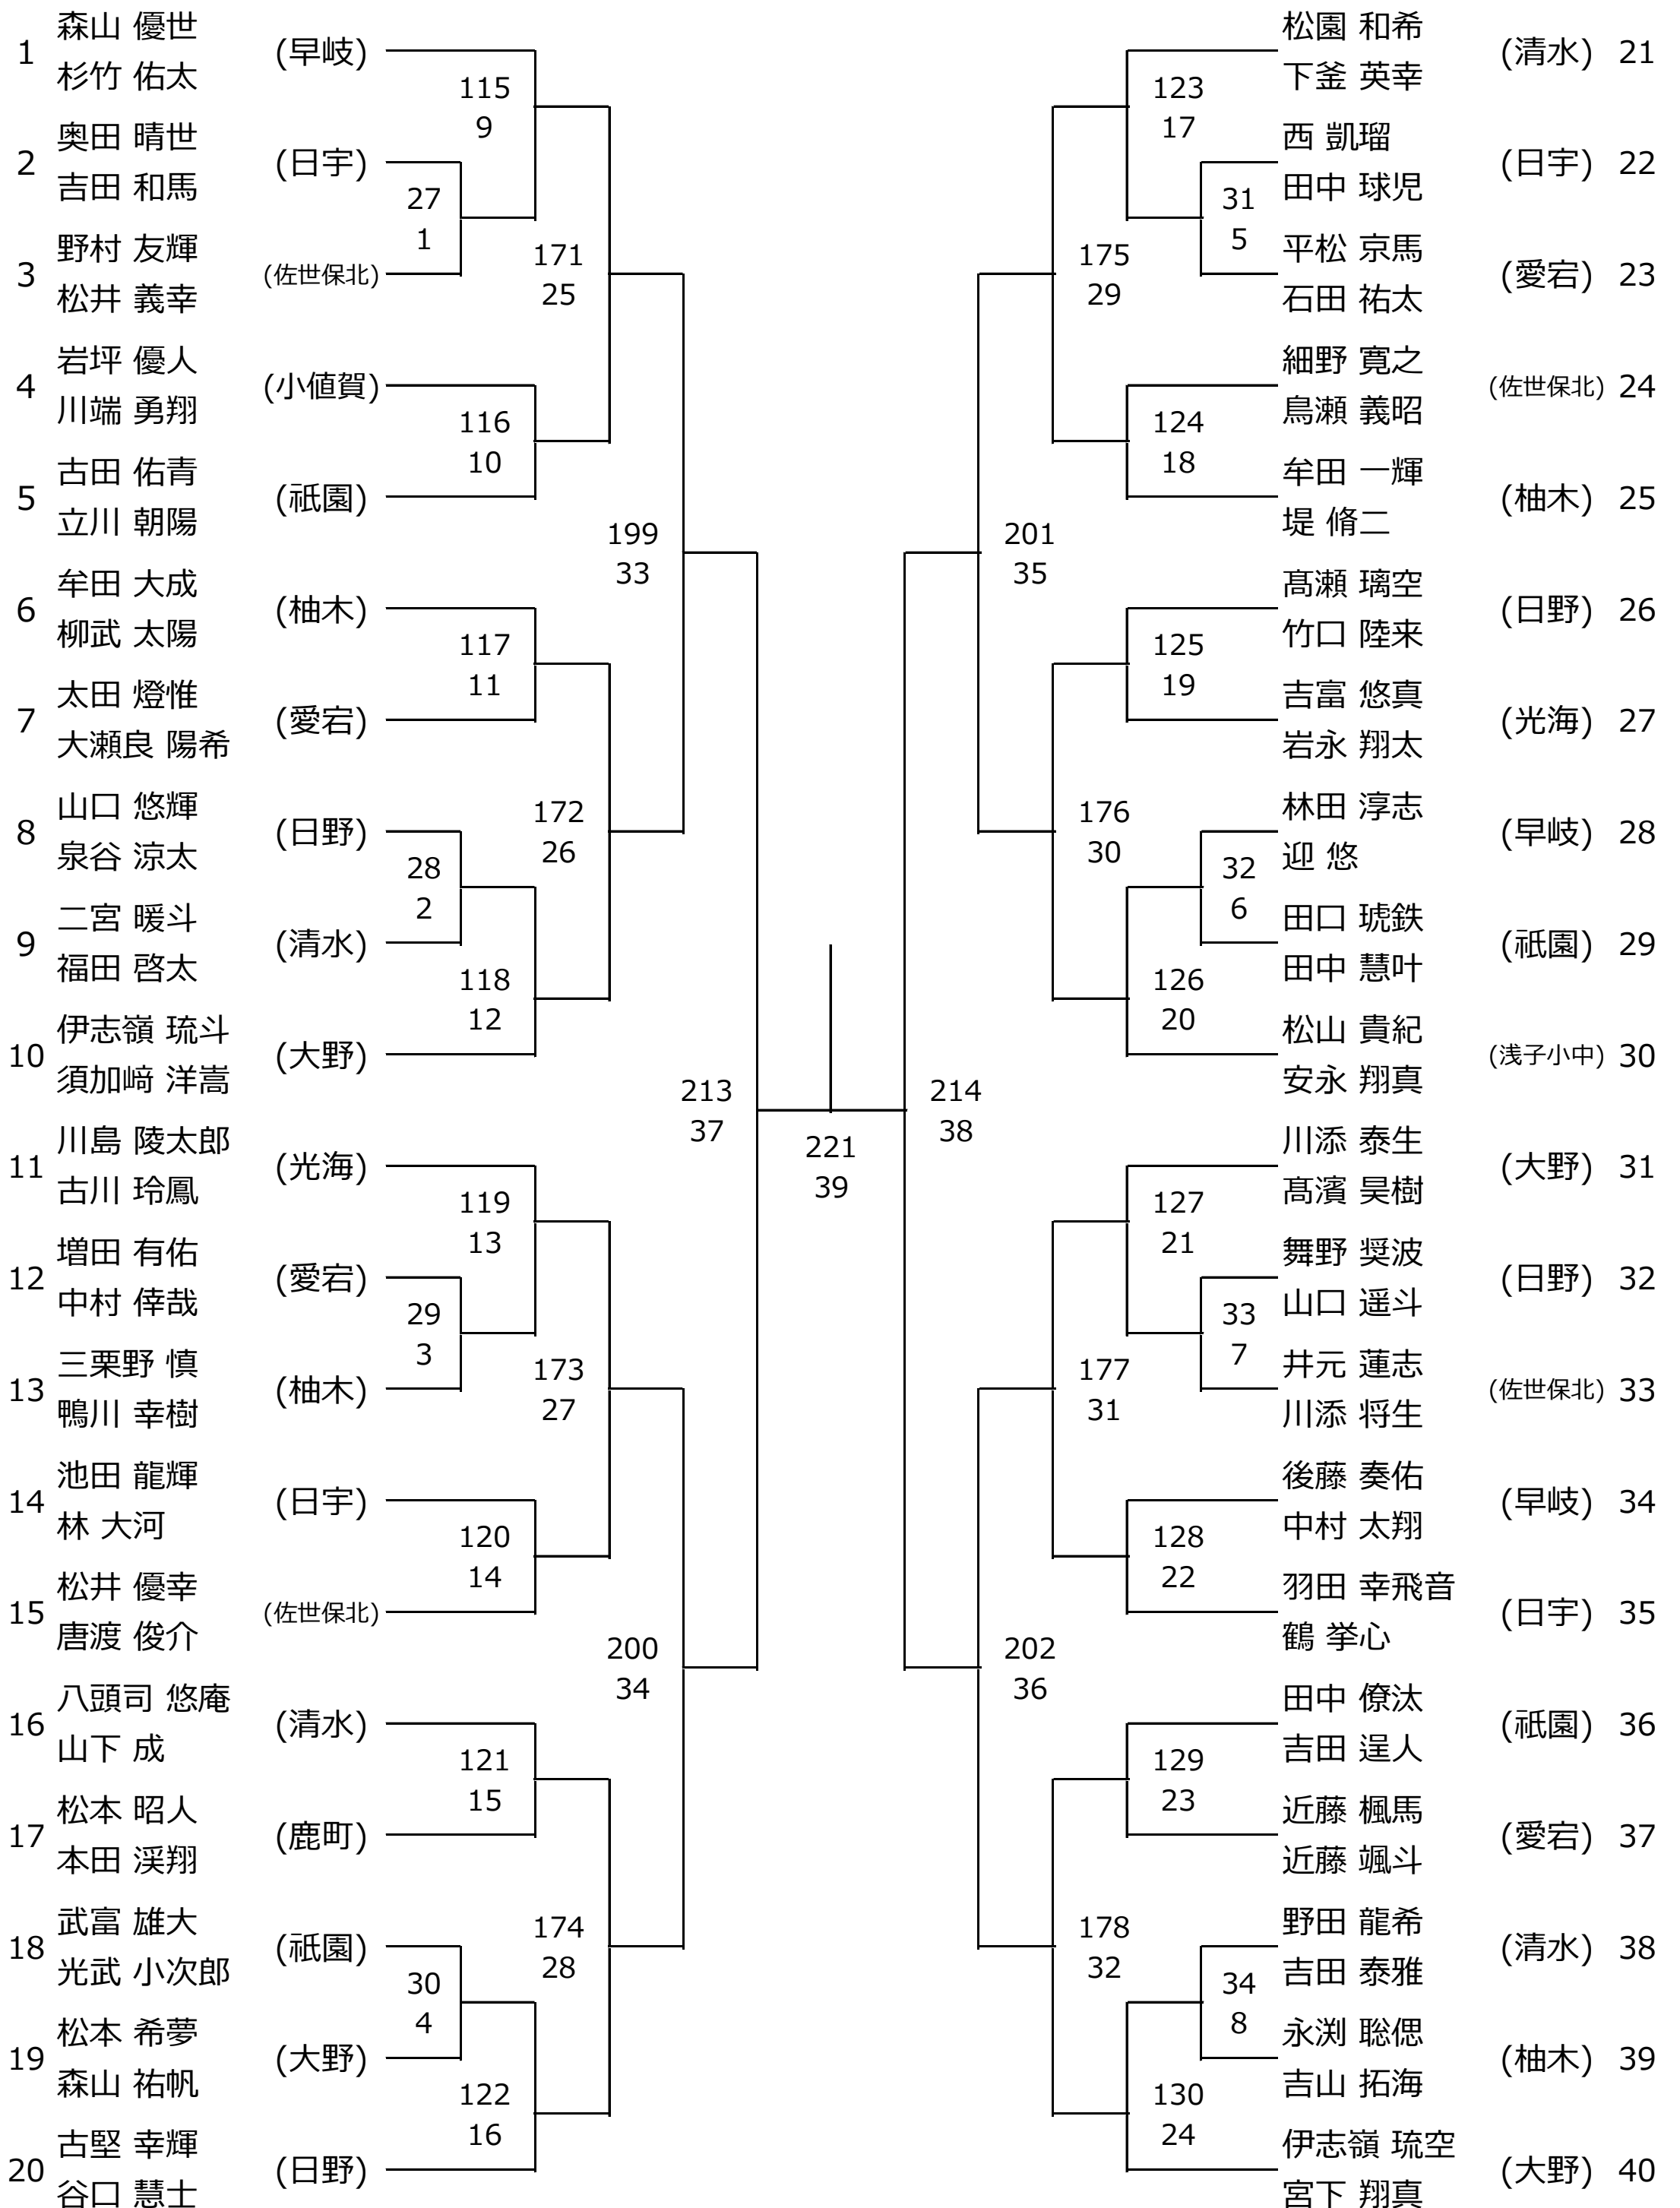 1
森山 優世
杉竹 佑太
(早岐)
2
奥田 晴世
吉田 和馬
(日宇)
3
野村 友輝
松井 義幸
(佐世保北)
4
岩坪 優人
川端 勇翔
(小値賀)
5
古田 佑青
立川 朝陽
(祇園)
6
牟田 大成
柳武 太陽
(柚木)
7
太田 燈惟
大瀬良 陽希
(愛宕)
8
山口 悠輝
泉谷 涼太
(日野)
9
二宮 暖斗
福田 啓太
(清水)
10
伊志嶺 琉斗
須加﨑 洋嵩
(大野)
11
川島 陵太郎
古川 玲鳳
(光海)
12
増田 有佑
中村 倖哉
(愛宕)
13
三栗野 慎
鴨川 幸樹
(柚木)
14
池田 龍輝
林 大河
(日宇)
15
松井 優幸
唐渡 俊介
(佐世保北)
16
八頭司 悠庵
山下 成
(清水)
17
松本 昭人
本田 渓翔
(鹿町)
18
武富 雄大
光武 小次郎
(祇園)
19
松本 希夢
森山 祐帆
(大野)
20
古堅 幸輝
谷口 慧士
(日野)
27
1
28
2
29
3
30
4
115
9
116
10
117
11
118
12
119
13
120
14
121
15
122
16
171
25
172
26
173
27
174
28
199
33
200
34
213
37
221
39
214
38
201
35
202
36
175
29
176
30
177
31
178
32
123
17
124
18
125
19
126
20
127
21
128
22
129
23
130
24
31
5
32
6
33
7
34
8
松園 和希
下釜 英幸
(清水)
21
西 凱瑠
田中 球児
(日宇)
22
平松 京馬
石田 祐太
(愛宕)
23
細野 寛之
鳥瀬 義昭
(佐世保北)
24
牟田 一輝
堤 脩二
(柚木)
25
髙瀬 璃空
竹口 陸来
(日野)
26
吉富 悠真
岩永 翔太
(光海)
27
林田 淳志
迎 悠
(早岐)
28
田口 琥鉄
田中 慧叶
(祇園)
29
松山 貴紀
安永 翔真
(浅子小中)
30
川添 泰生
髙濱 昊樹
(大野)
31
舞野 奨波
山口 遥斗
(日野)
32
井元 蓮志
川添 将生
(佐世保北)
33
後藤 奏佑
中村 太翔
(早岐)
34
羽田 幸飛音
鶴 挙心
(日宇)
35
田中 僚汰
吉田 逞人
(祇園)
36
近藤 楓馬
近藤 颯斗
(愛宕)
37
野田 龍希
吉田 泰雅
(清水)
38
永渕 聡偲
吉山 拓海
(柚木)
39
伊志嶺 琉空
宮下 翔真
(大野)
40